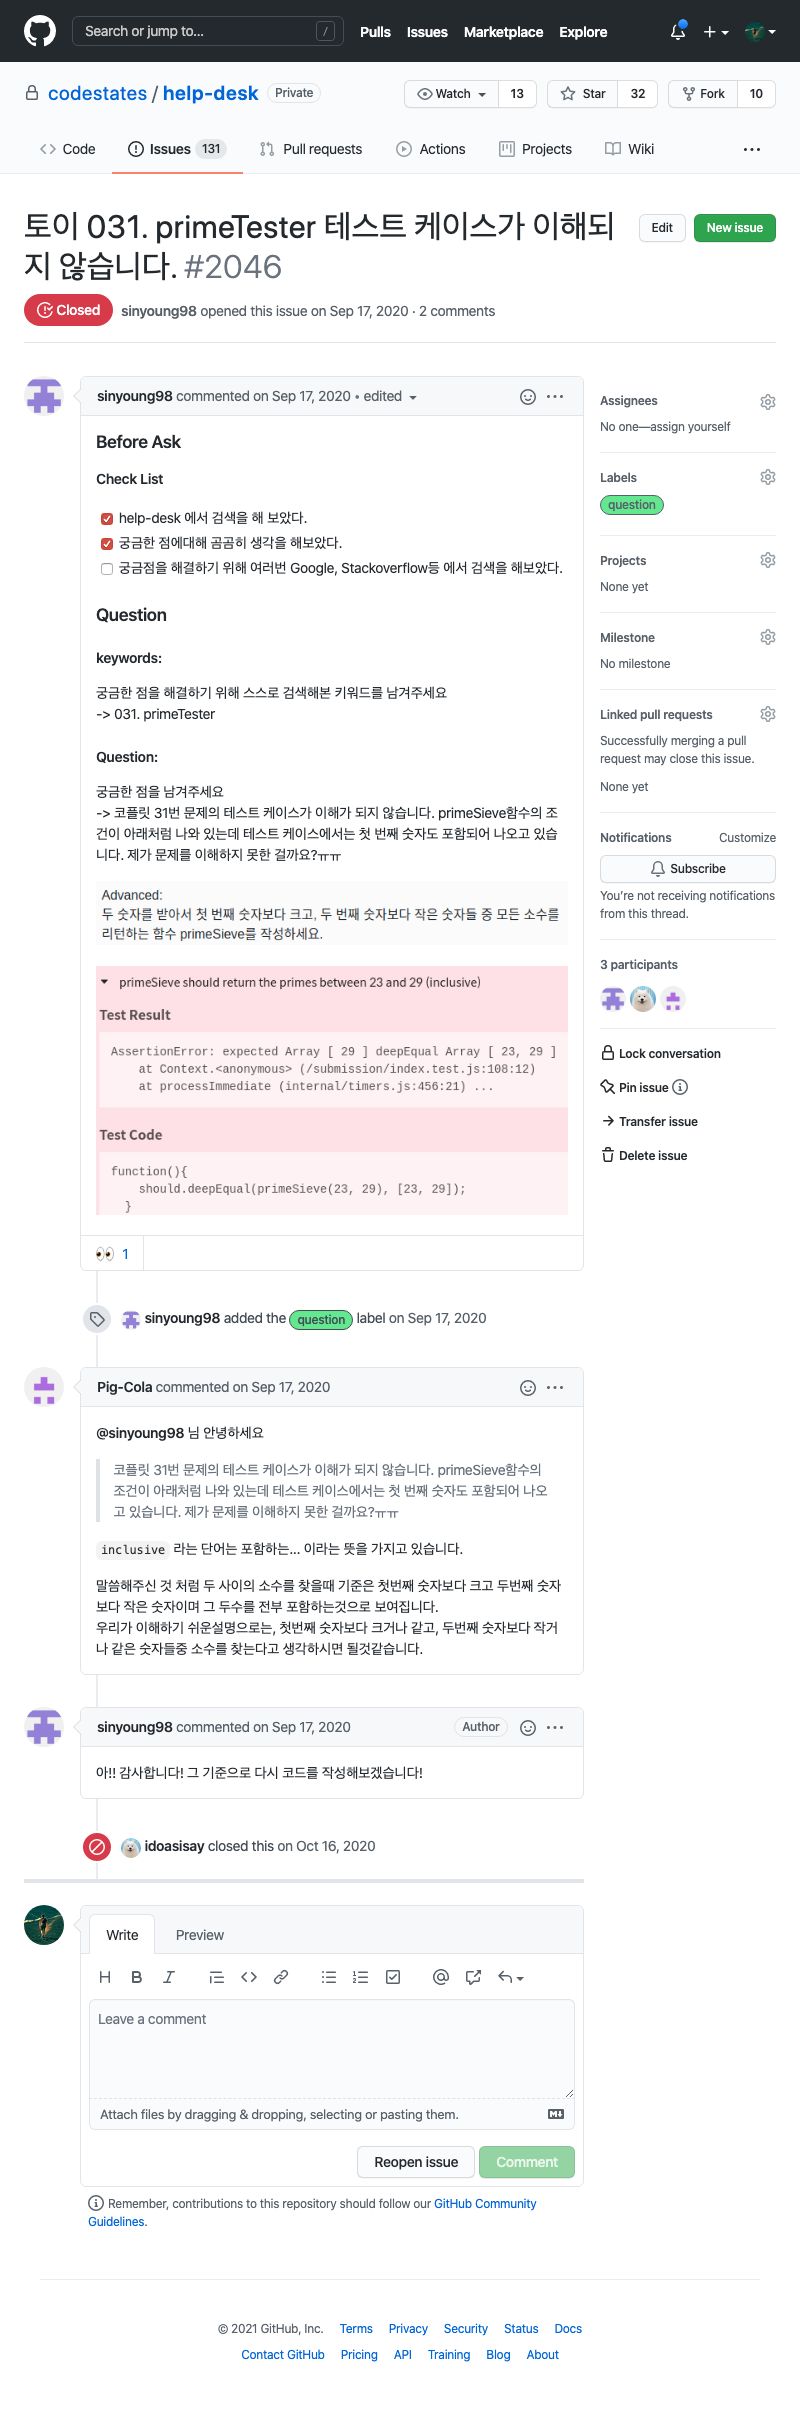 Search or jump to...
/
Pulls
Issues
Marketplace
Explore
codestates / help-desk
Private
Watch
13
Star
32
Fork
10
Code
Issues
131
Pull requests
Actions
Projects
Wiki
토이 031. primeTester 테스트 케이스가 이해되
지 않습니다. #2046
Edit
New issue
Closed
sinyoung98 opened this issue on Sep 17, 2020 · 2 comments
sinyoung98 commented on Sep 17, 2020 • edited
Before Ask
Check List
help-desk 에서 검색을 해 보았다.
궁금한 점에대해 곰곰히 생각을 해보았다.
궁금점을 해결하기 위해 여러번 Google, Stackoverflow등 에서 검색을 해보았다.
Question
keywords:
궁금한 점을 해결하기 위해 스스로 검색해본 키워드를 남겨주세요
-> 031. primeTester
Question:
궁금한 점을 남겨주세요
-> 코플릿 31번 문제의 테스트 케이스가 이해가 되지 않습니다. primeSieve함수의 조
건이 아래처럼 나와 있는데 테스트 케이스에서는 첫 번째 숫자도 포함되어 나오고 있습
니다. 제가 문제를 이해하지 못한 걸까요?ㅠㅠ
Advanced:
두 숫자를 받아서 첫 번째 숫자보다 크고, 두 번째 숫자보다 작은 숫자들 중 모든 소수를
리턴하는 함수 primeSieve를 작성하세요.
primeSieve should return the primes between 23 and 29 (inclusive)
Test Result
AssertionError: expected Array [ 29 ] deepEqual Array [ 23, 29 ]
at Context.<anonymous> (/submission/index.test.js:108:12)
at processImmediate (internal/timers.js:456:21) ...
Test Code
function(){
should.deepEqual(primeSieve(23, 29), [23, 29]);
}
1
sinyoung98 added the question label on Sep 17, 2020
Pig-Cola commented on Sep 17, 2020
@sinyoung98 님 안녕하세요
코플릿 31번 문제의 테스트 케이스가 이해가 되지 않습니다. primeSieve함수의
조건이 아래처럼 나와 있는데 테스트 케이스에서는 첫 번째 숫자도 포함되어 나오
고 있습니다. 제가 문제를 이해하지 못한 걸까요?ㅠㅠ
inclusive 라는 단어는 포함하는... 이라는 뜻을 가지고 있습니다.
말씀해주신 것 처럼 두 사이의 소수를 찾을때 기준은 첫번째 숫자보다 크고 두번째 숫자
보다 작은 숫자이며 그 두수를 전부 포함하는것으로 보여집니다.
우리가 이해하기 쉬운설명으로는, 첫번째 숫자보다 크거나 같고, 두번째 숫자보다 작거
나 같은 숫자들중 소수를 찾는다고 생각하시면 될것같습니다.
sinyoung98 commented on Sep 17, 2020
Author
아!! 감사합니다! 그 기준으로 다시 코드를 작성해보겠습니다!
idoasisay closed this on Oct 16, 2020
Write
Preview
Leave a comment
Attach files by dragging & dropping, selecting or pasting them.
Reopen issue
Comment
Remember, contributions to this repository should follow our GitHub Community
Guidelines.
Assignees
No one—assign yourself
Labels
question
Projects
None yet
Milestone
No milestone
Linked pull requests
Successfully merging a pull
request may close this issue.
None yet
Notifications
Customize
Subscribe
You're not receiving notifications
from this thread.
3 participants
Lock conversation
Pin issue
Transfer issue
Delete issue
© 2021 GitHub, Inc.
Terms
Privacy
Security
Status
Docs
Contact GitHub
Pricing
API
Training
Blog
About